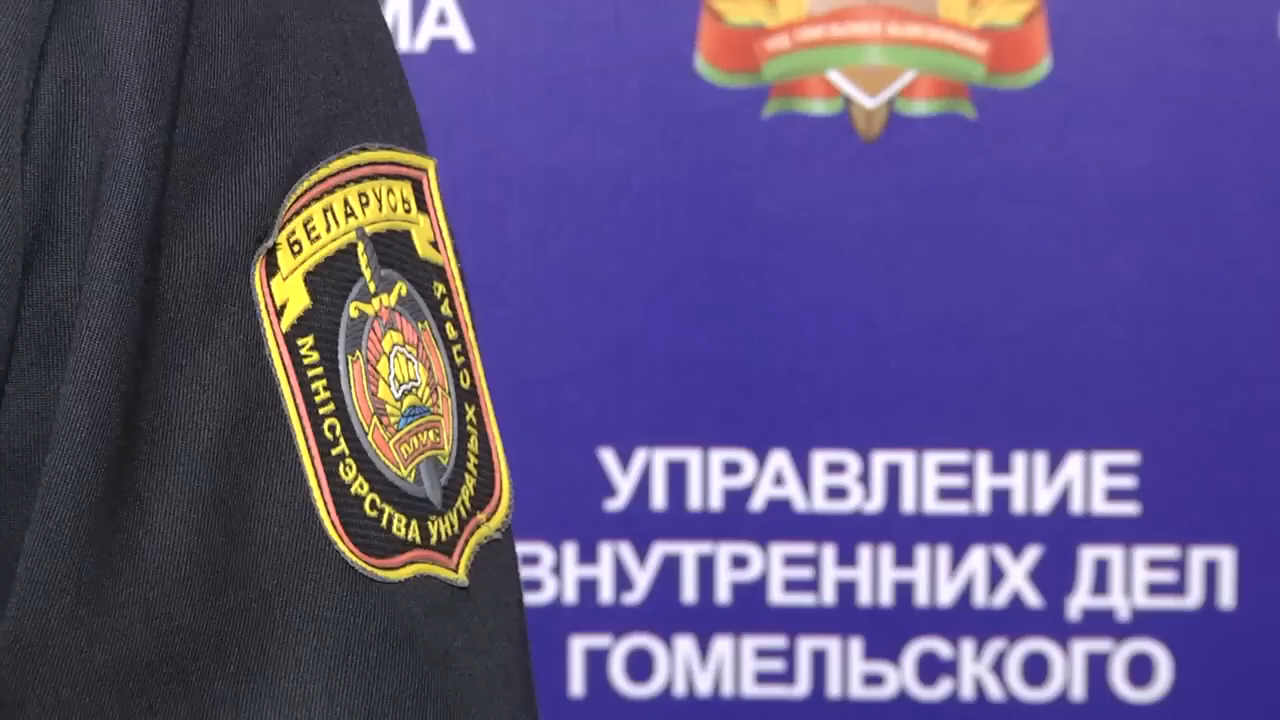 МА
БЕЛАРУСЬ
МІНІСТЭРСТВА ЎНУТРАНЫХ СПРАЎ
МУС
УПРАВЛЕНИЕ
ВНУТРЕННИХ ДЕЛ
ГОМЕЛЬСКОГО